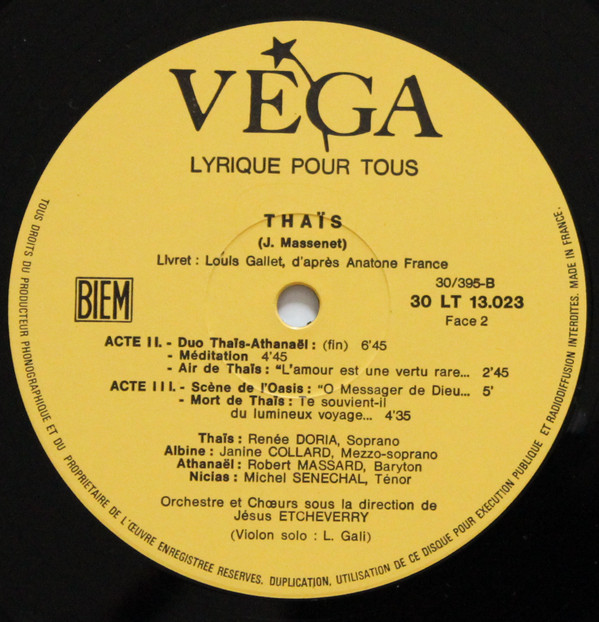 VEGA
LYRIQUE POUR TOUS
THAÏS
(J. Massenet)
Livret : Louis Gallet, d'après Anatone France
BIEM
30/395-B
30 LT 13.023
Face 2
ACTE II. - Duo Thaïs-Athanaël : (fin) 6'45
- Méditation 4'45
- Air de Thaïs : "L'amour est une vertu rare... 2'45
ACTE III. - Scène de l'Oasis : "O Messager de Dieu... 5'
- Mort de Thaïs : Te souvient-il
du lumineux voyage... 4'35
Thaïs : Renée DORIA, Soprano
Albine : Janine COLLARD, Mezzo-soprano
Athanaël : Robert MASSARD, Baryton
Nicias : Michel SENECHAL, Ténor
Orchestre et Chœurs sous la direction de
Jésus ETCHEVERRY
(Violon solo : L. Gali)
TOUS DROITS DU PRODUCTEUR PHONOGRAPHIQUE ET DU PROPRIETAIRE DE L'ŒUVRE ENREGISTREE RESERVES. DUPLICATION, UTILISATION DE CE DISQUE POUR EXECUTION PUBLIQUE ET RADIODIFFUSION INTERDITES. MADE IN FRANCE.